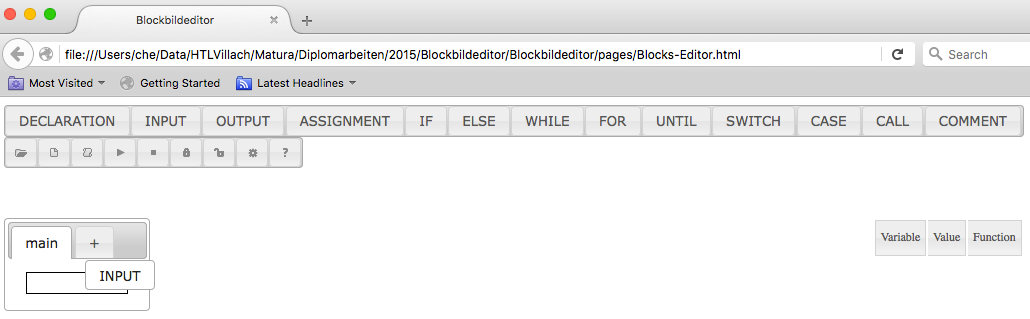 Blockbildeditor
file:///Users/che/Data/HTLVillach/Matura/Diplomarbeiten/2015/Blockbildeditor/Blockbildeditor/pages/Blocks-Editor.html Search
Most Visited Getting Started Latest Headlines
DECLARATION INPUT OUTPUT ASSIGNMENT IF ELSE WHILE FOR UNTIL SWITCH CASE CALL COMMENT
?
main + Variable Value Function
INPUT